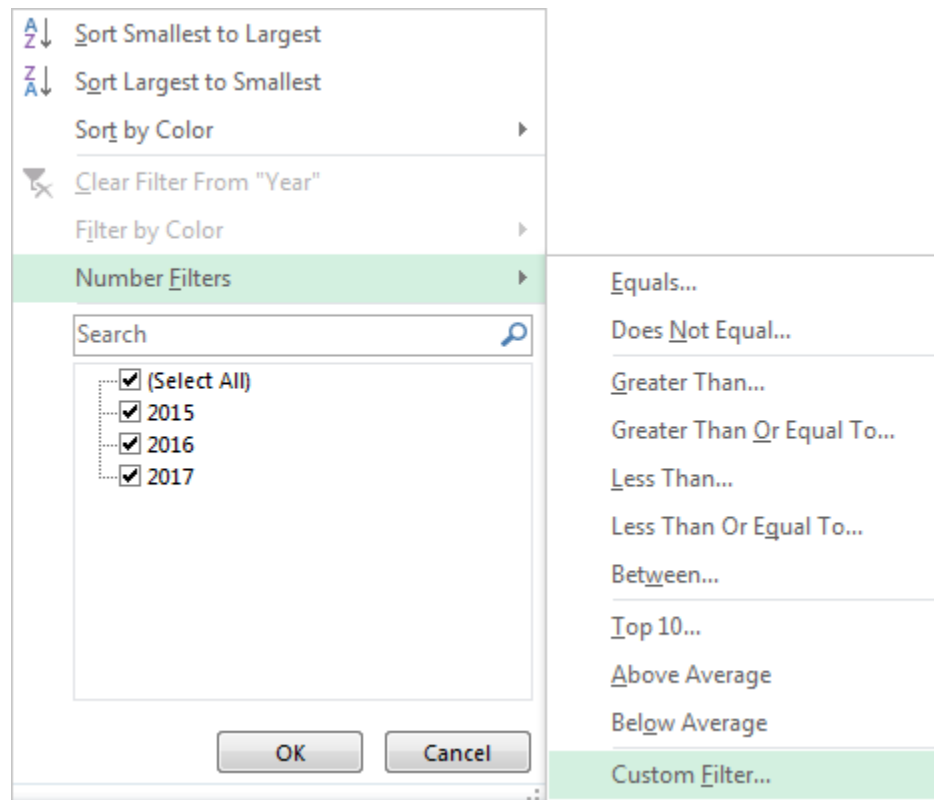 Sort Smallest to Largest
Sort Largest to Smallest
Sort by Color
Clear Filter From "Year"
Filter by Color
Number Filters
Search
(Select All)
2015
2016
2017
OK
Cancel
Equals...
Does Not Equal...
Greater Than...
Greater Than Or Equal To...
Less Than...
Less Than Or Equal To...
Between...
Top 10...
Above Average
Below Average
Custom Filter...